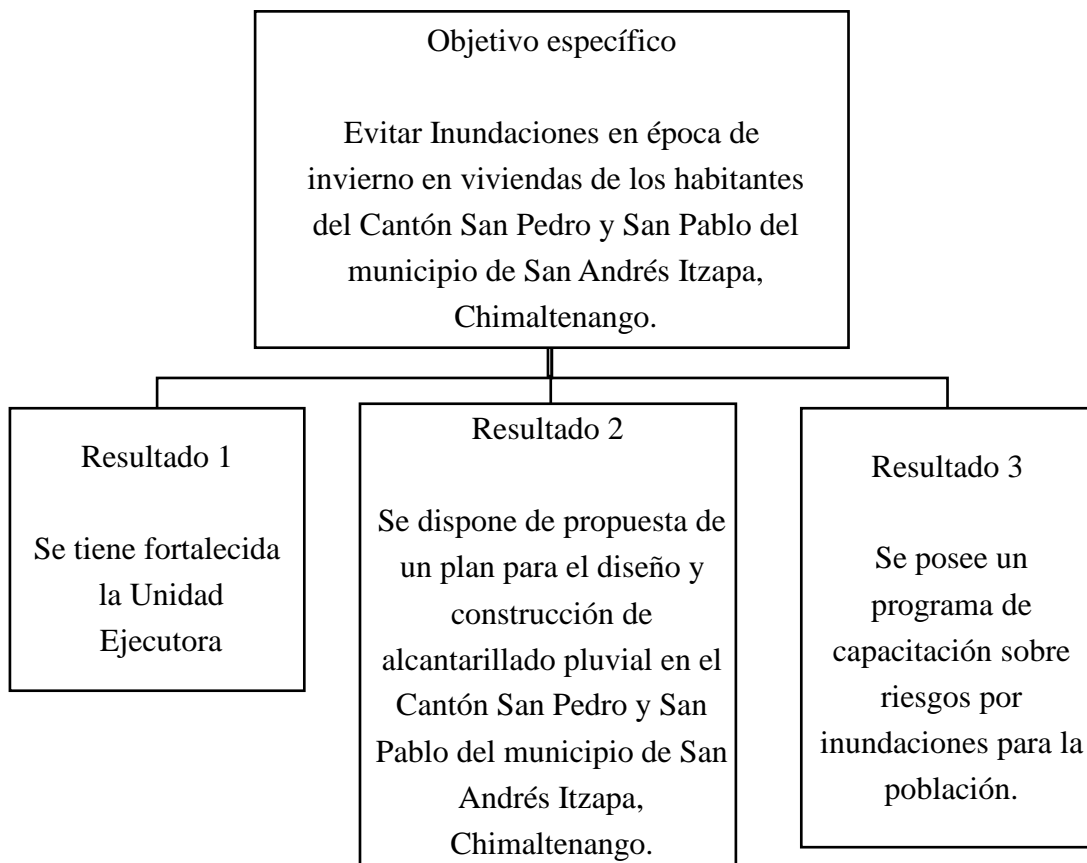 Objetivo específico
Evitar Inundaciones en época de
invierno en viviendas de los habitantes
del Cantón San Pedro y San Pablo del
municipio de San Andrés Itzapa,
Chimaltenango.
Resultado 1
Se tiene fortalecida
la Unidad
Ejecutora
Resultado 2
Se dispone de propuesta de
un plan para el diseño y
construcción de
alcantarillado pluvial en el
Cantón San Pedro y San
Pablo del municipio de San
Andrés Itzapa,
Chimaltenango.
Resultado 3
Se posee un
programa de
capacitación sobre
riesgos por
inundaciones para la
población.